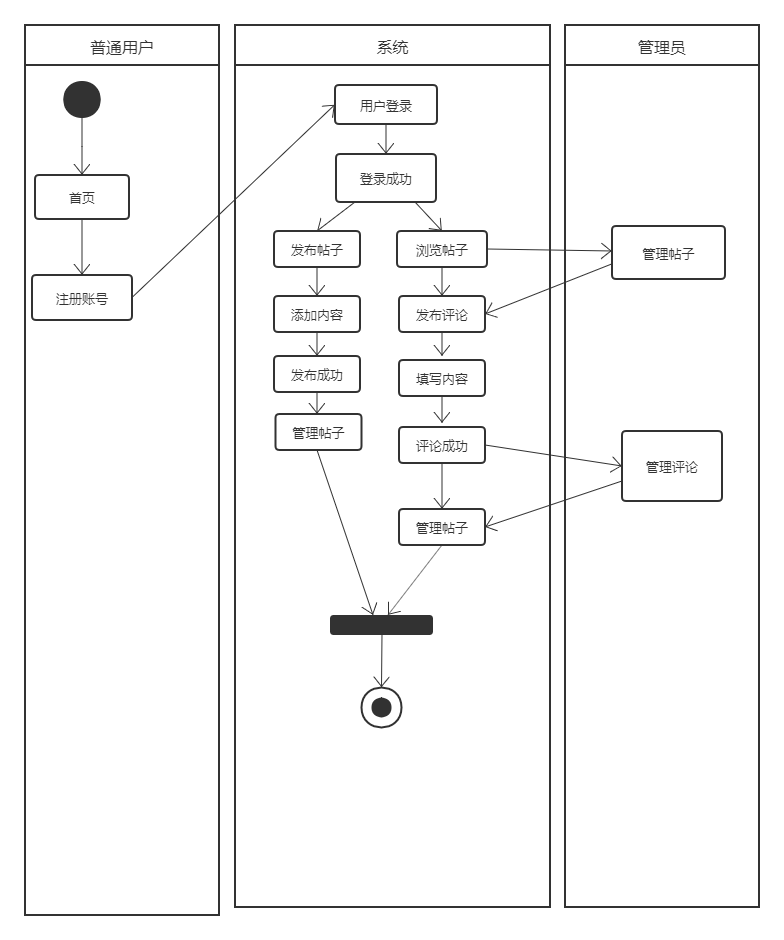 普通用户
系统
管理员
首页
注册账号
用户登录
登录成功
发布帖子
浏览帖子
添加内容
发布评论
发布成功
填写内容
管理帖子
评论成功
管理帖子
管理帖子
管理评论